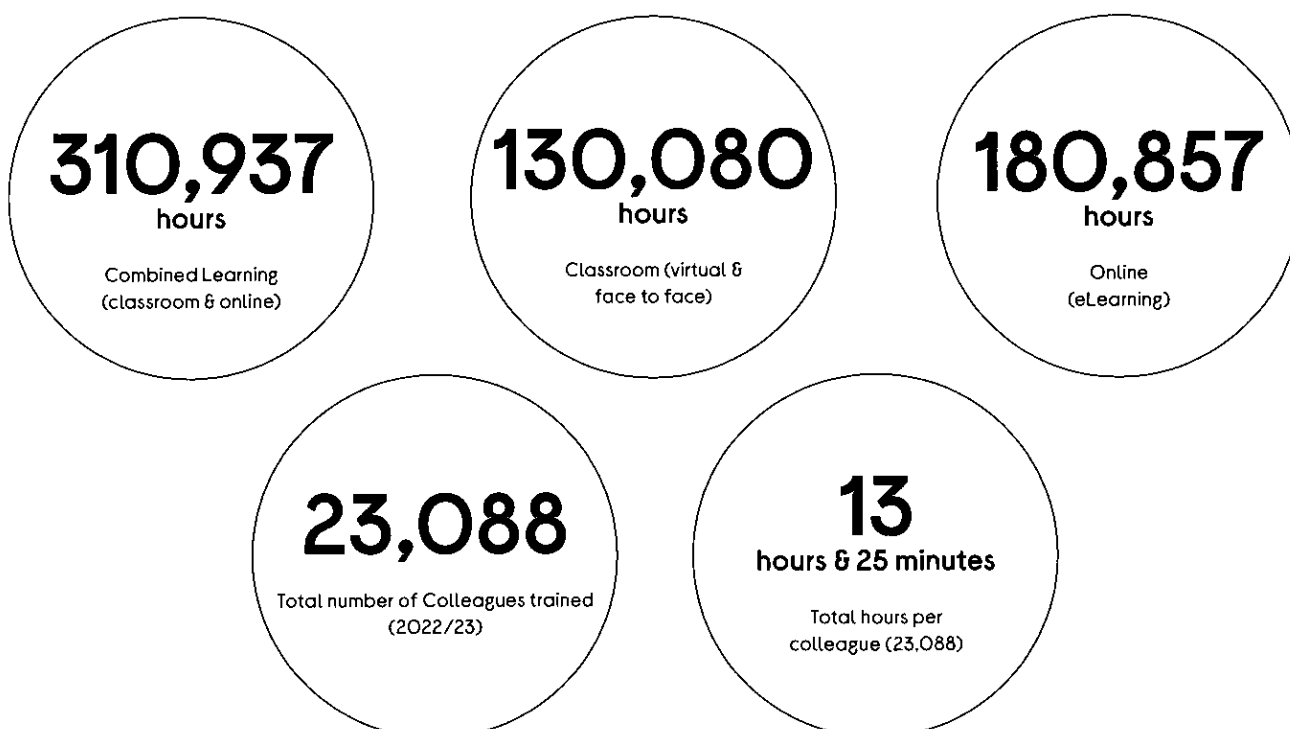 310,937
hours
Combined Learning
(classroom & online)
130,080
hours
Classroom (virtual &
face to face)
180,857
hours
Online
(eLearning)
23,088
Total number of Colleagues trained
(2022/23)
13
hours & 25 minutes
Total hours per
colleague (23,088)